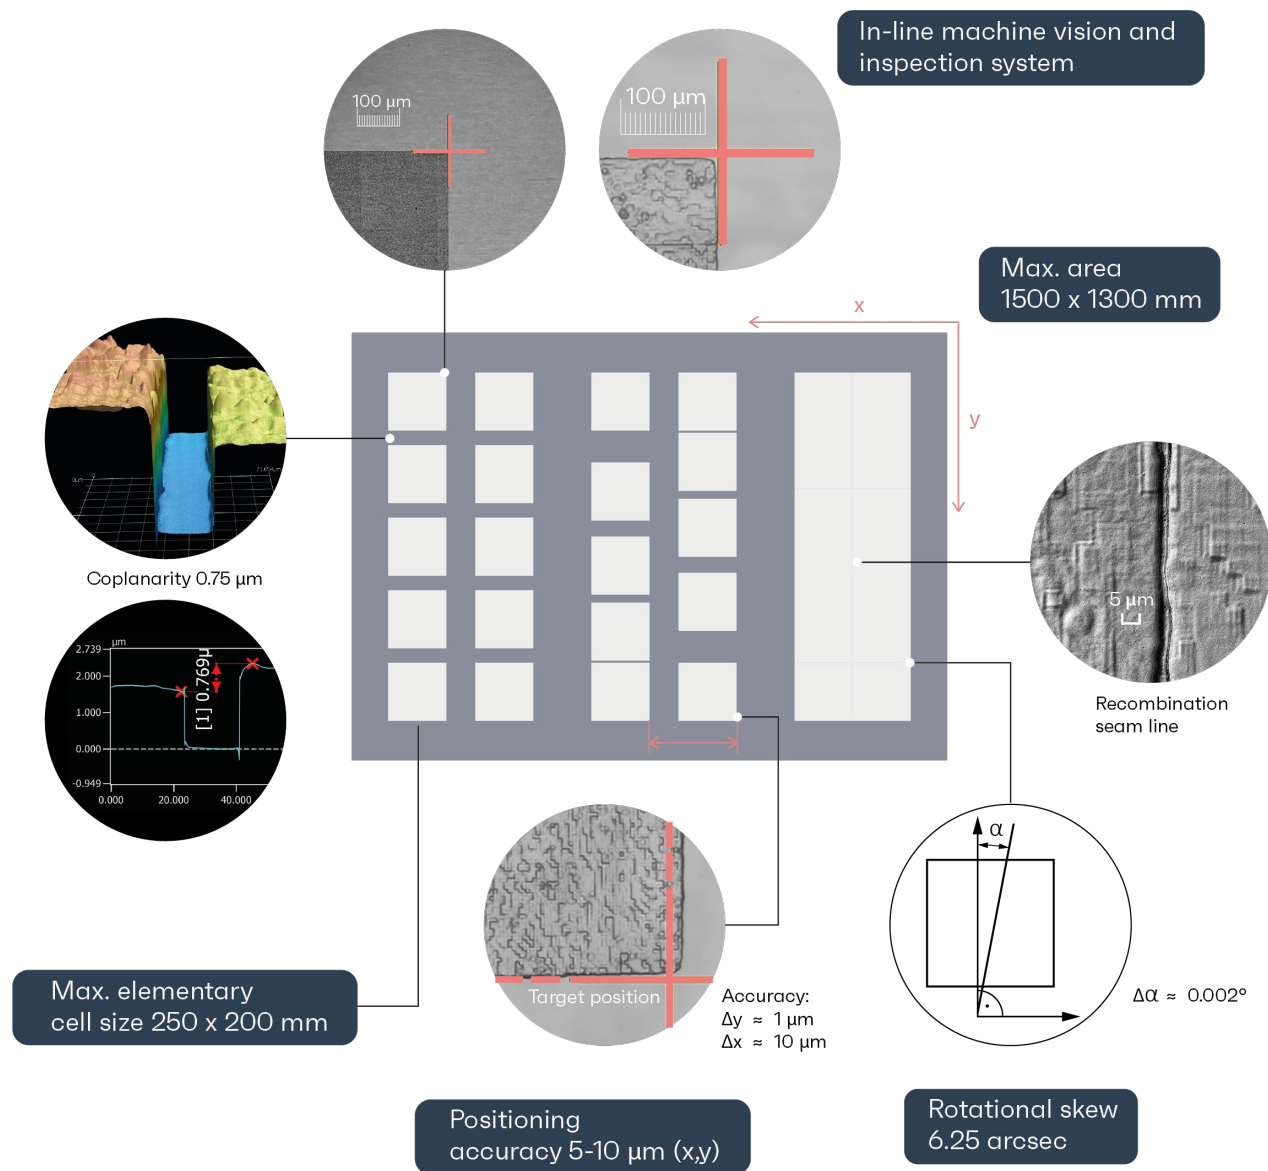 In-line machine vision and
inspection system
100 µm
100 µm
Max. area
1500 x 1300 mm
x
y
Coplanarity 0.75 µm
µm
2.739
2.000
1.000
0.000
-0.949
0.000
20.000
40.000
[1] 0.769µ
5 µm
Recombination
seam line
Target position
Accuracy:
Δy ≈ 1 µm
Δx ≈ 10 µm
α
Δα ≈ 0.002°
Max. elementary
cell size 250 x 200 mm
Positioning
accuracy 5-10 µm (x,y)
Rotational skew
6.25 arcsec